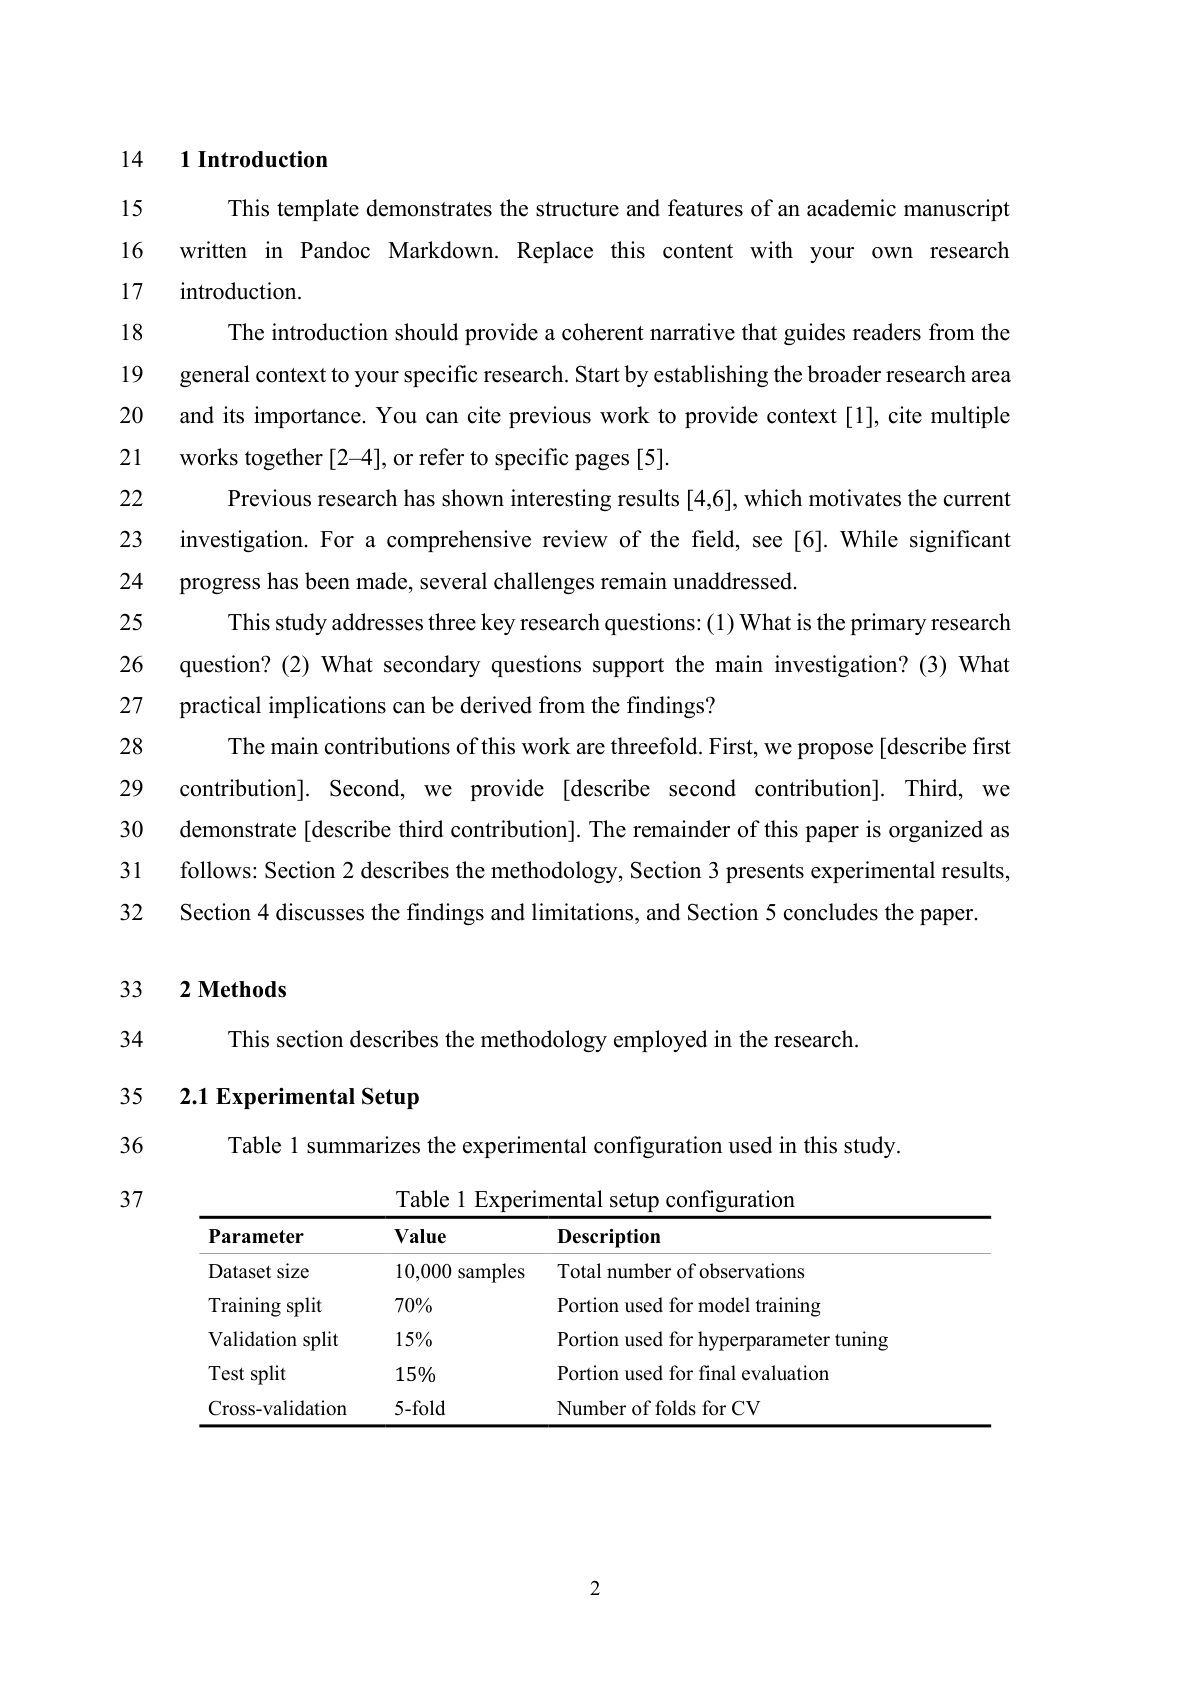 14 1 Introduction
15 This template demonstrates the structure and features of an academic manuscript
16 written in Pandoc Markdown. Replace this content with your own research
17 introduction.
18 The introduction should provide a coherent narrative that guides readers from the
19 general context to your specific research. Start by establishing the broader research area
20 and its importance. You can cite previous work to provide context [1], cite multiple
21 works together [2–4], or refer to specific pages [5].
22 Previous research has shown interesting results [4,6], which motivates the current
23 investigation. For a comprehensive review of the field, see [6]. While significant
24 progress has been made, several challenges remain unaddressed.
25 This study addresses three key research questions: (1) What is the primary research
26 question? (2) What secondary questions support the main investigation? (3) What
27 practical implications can be derived from the findings?
28 The main contributions of this work are threefold. First, we propose [describe first
29 contribution]. Second, we provide [describe second contribution]. Third, we
30 demonstrate [describe third contribution]. The remainder of this paper is organized as
31 follows: Section 2 describes the methodology, Section 3 presents experimental results,
32 Section 4 discusses the findings and limitations, and Section 5 concludes the paper.
33 2 Methods
34 This section describes the methodology employed in the research.
35 2.1 Experimental Setup
36 Table 1 summarizes the experimental configuration used in this study.
37 Table 1 Experimental setup configuration
Parameter Value Description
Dataset size 10,000 samples Total number of observations
Training split 70% Portion used for model training
Validation split 15% Portion used for hyperparameter tuning
Test split 15% Portion used for final evaluation
Cross-validation 5-fold Number of folds for CV
2